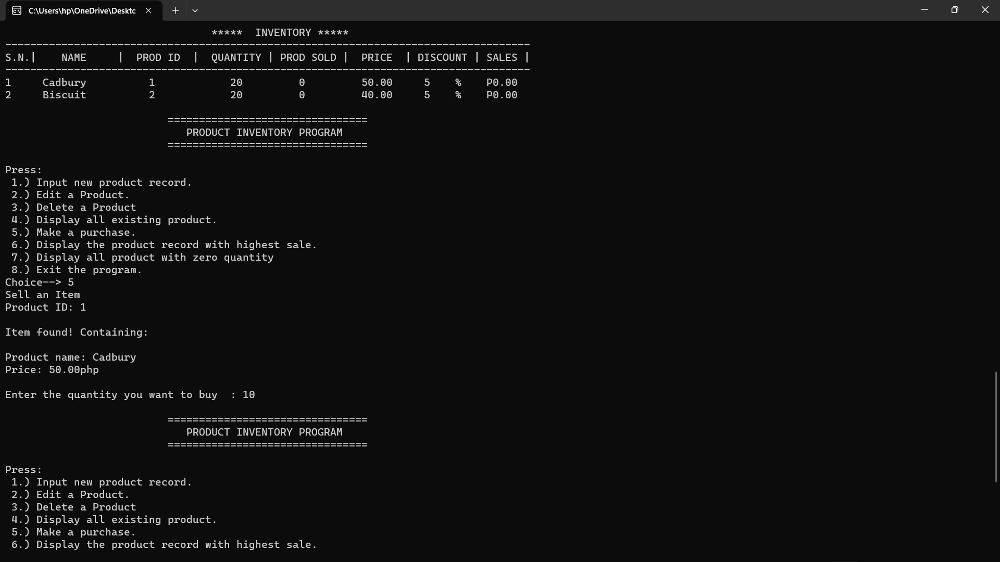 C:\Users\hp\OneDrive\Deskto
***** INVENTORY *****
------------------------------------------------------------------------------------
S.N.| NAME | PROD ID | QUANTITY | PROD SOLD | PRICE | DISCOUNT | SALES |
------------------------------------------------------------------------------------
1 Cadbury 1 20 0 50.00 5 % P0.00
2 Biscuit 2 20 0 40.00 5 % P0.00
================================
PRODUCT INVENTORY PROGRAM
================================
Press:
1.) Input new product record.
2.) Edit a Product.
3.) Delete a Product
4.) Display all existing product.
5.) Make a purchase.
6.) Display the product record with highest sale.
7.) Display all product with zero quantity
8.) Exit the program.
Choice--> 5
Sell an Item
Product ID: 1
Item found! Containing:
Product name: Cadbury
Price: 50.00php
Enter the quantity you want to buy : 10
================================
PRODUCT INVENTORY PROGRAM
================================
Press:
1.) Input new product record.
2.) Edit a Product.
3.) Delete a Product
4.) Display all existing product.
5.) Make a purchase.
6.) Display the product record with highest sale.